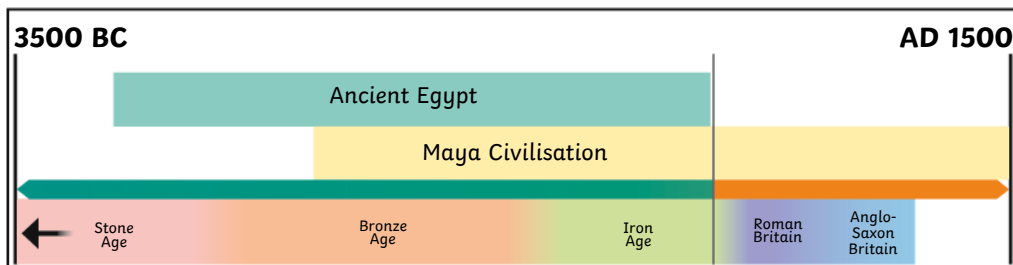 3500 BC
AD 1500
Ancient Egypt
Maya Civilisation
Stone
Age
Bronze
Age
Iron
Age
Roman
Britain
Anglo-
Saxon
Britain